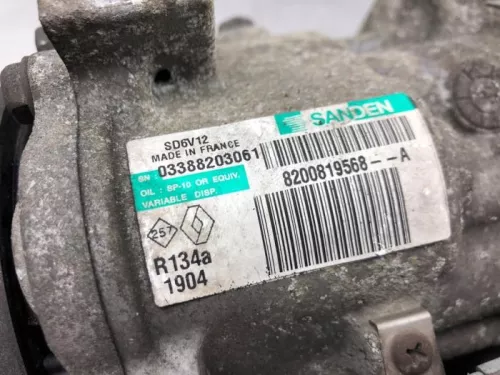 SANDEN
SD6V12
MADE IN FRANCE
SN : 03388203061
OIL : SP-10 OR EQUIV.
VARIABLE DISP.
8200819568--A
257
R134a
1904